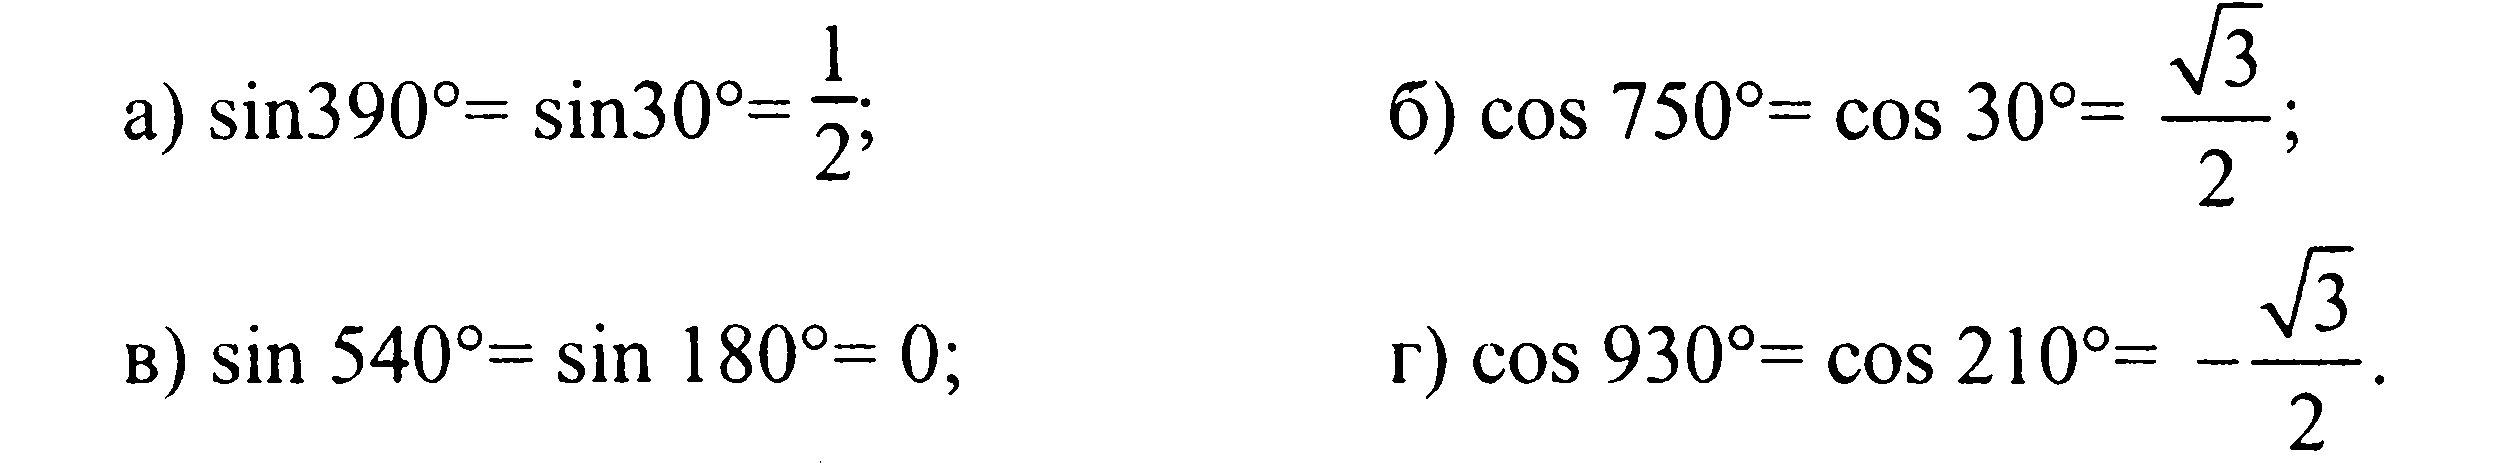 а) sin390°= sin30°= 1/2; б) cos 750°= cos 30°= √3/2;
в) sin 540°= sin 180°= 0; г) cos 930°= cos 210°= −√3/2.